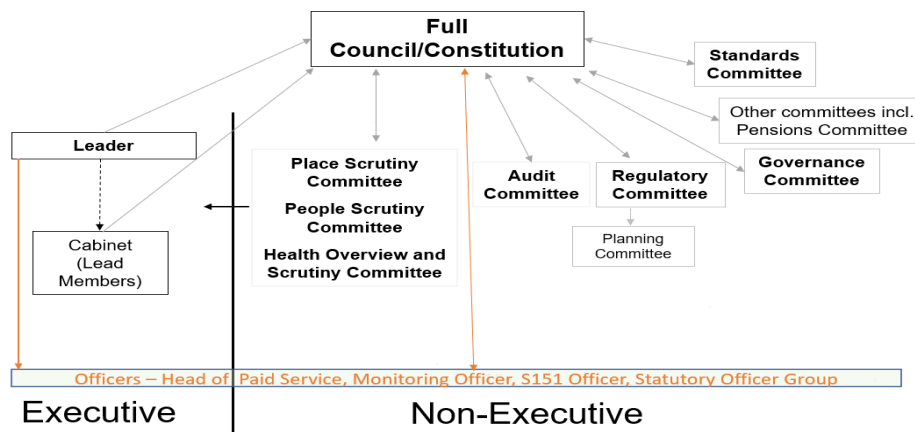 Full
Council/Constitution
Standards
Committee
Other committees incl.
Pensions Committee
Leader
Place Scrutiny
Committee
People Scrutiny
Committee
Health Overview and
Scrutiny Committee
Audit
Committee
Regulatory
Committee
Governance
Committee
Planning
Committee
Cabinet
(Lead
Members)
Officers – Head of Paid Service, Monitoring Officer, S151 Officer, Statutory Officer Group
Executive
Non-Executive